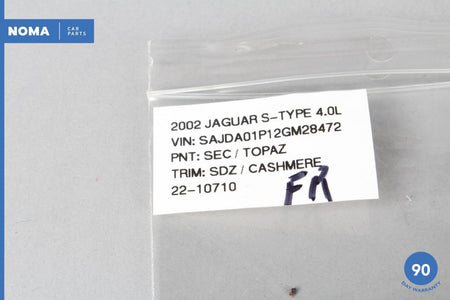 NOMA CAR PARTS
2002 JAGUAR S-TYPE 4.0L
VIN: SAJDA01P12GM28472
PNT: SEC / TOPAZ
TRIM: SDZ / CASHMERE
22-10710
FR
90
DAY WARRANTY